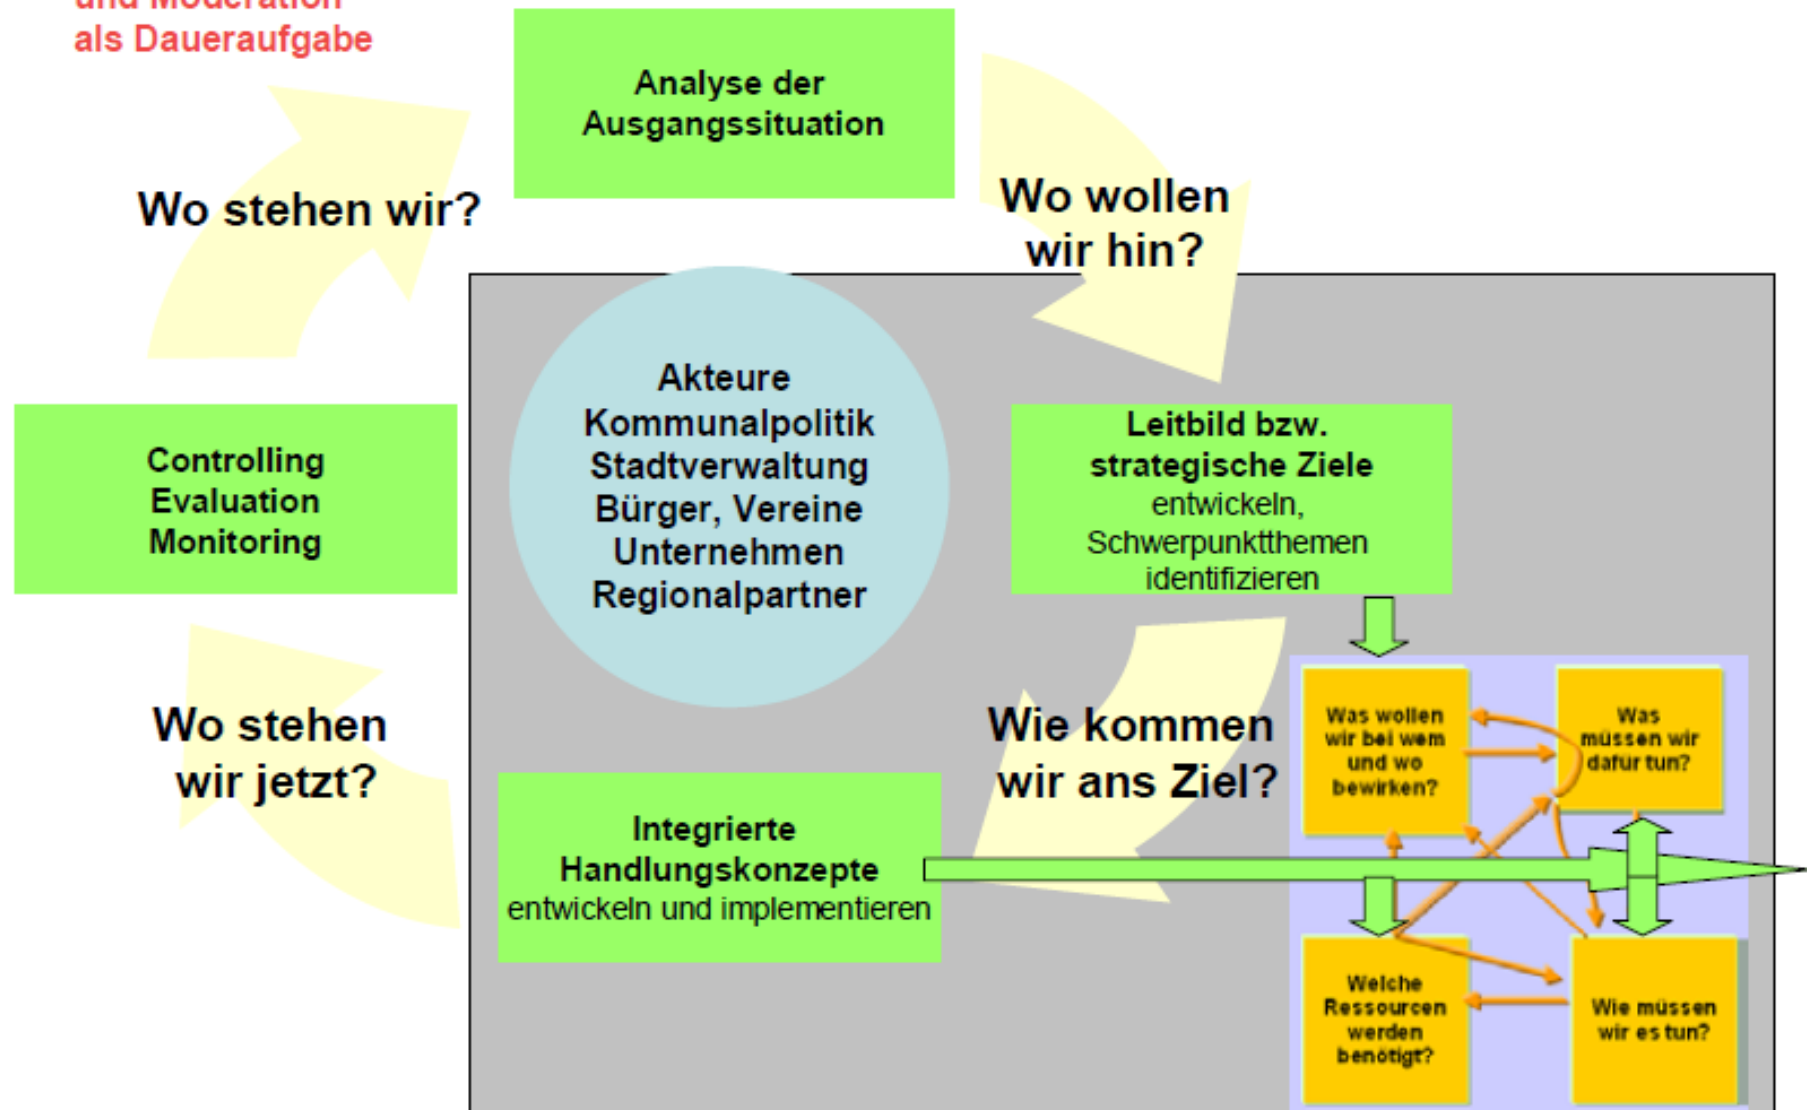 und Moderation
als Daueraufgabe
Analyse der
Ausgangssituation
Wo stehen wir?
Wo wollen
wir hin?
Akteure
Kommunalpolitik
Stadtverwaltung
Bürger, Vereine
Unternehmen
Regionalpartner
Controlling
Evaluation
Monitoring
Leitbild bzw.
strategische Ziele
entwickeln,
Schwerpunktthemen
identifizieren
Wo stehen
wir jetzt?
Wie kommen
wir ans Ziel?
Integrierte
Handlungskonzepte
entwickeln und implementieren
Was wollen
wir bei wem
und wo
bewirken?
Was
müssen wir
dafür tun?
Welche
Ressourcen
werden
benötigt?
Wie müssen
wir es tun?